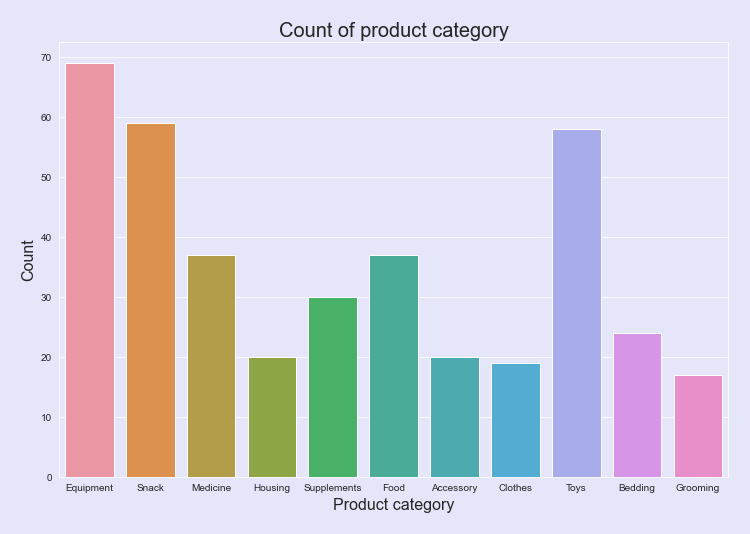 Count of product category
70
60
50
40
30
20
10
0
Count
Equipment Snack Medicine Housing Supplements Food Accessory Clothes Toys Bedding Grooming
Product category